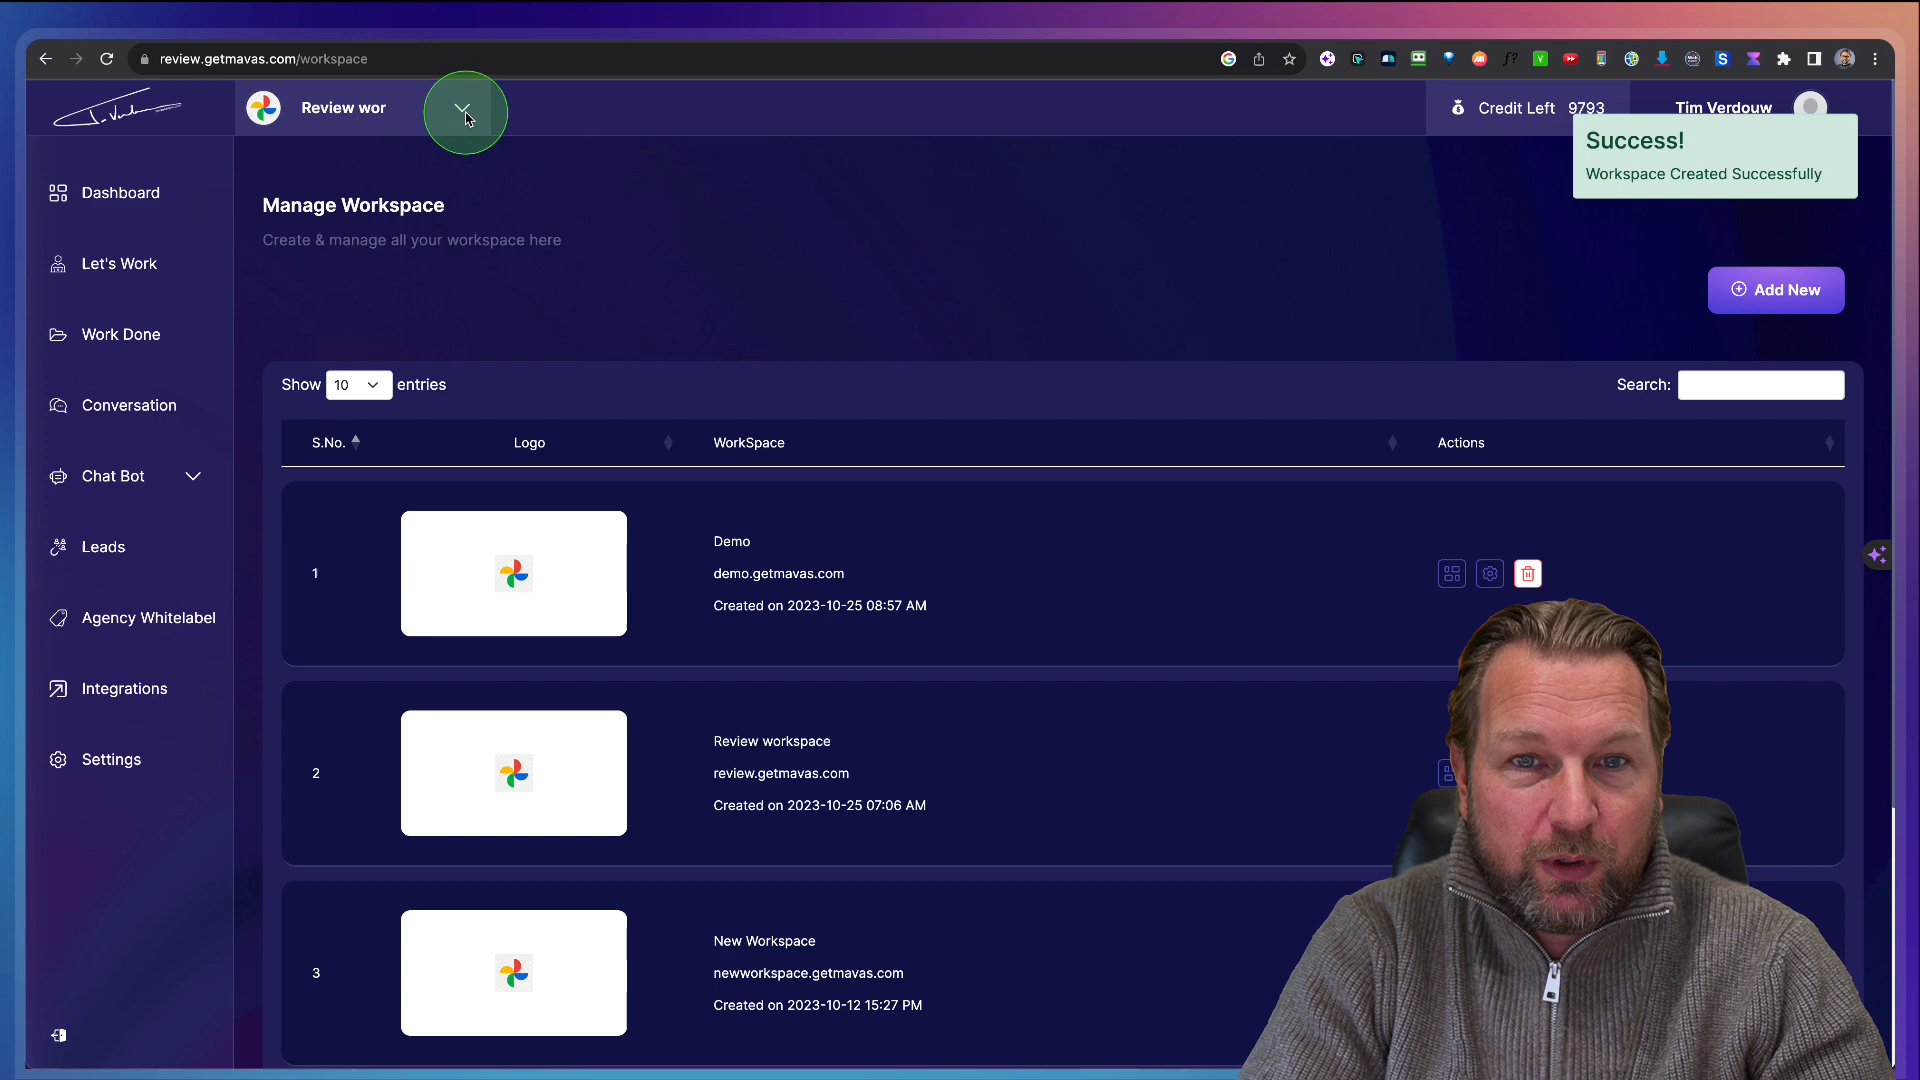 review.getmavas.com/workspace
Review wor
Credit Left 9793
Tim Verdouw
Success!
Workspace Created Successfully
Dashboard
Let's Work
Work Done
Conversation
Chat Bot
Leads
Agency Whitelabel
Integrations
Settings
Manage Workspace
Create & manage all your workspace here
Add New
Show 10 entries
Search:
S.No. Logo WorkSpace Actions
1
Demo
demo.getmavas.com
Created on 2023-10-25 08:57 AM
2
Review workspace
review.getmavas.com
Created on 2023-10-25 07:06 AM
3
New Workspace
newworkspace.getmavas.com
Created on 2023-10-12 15:27 PM